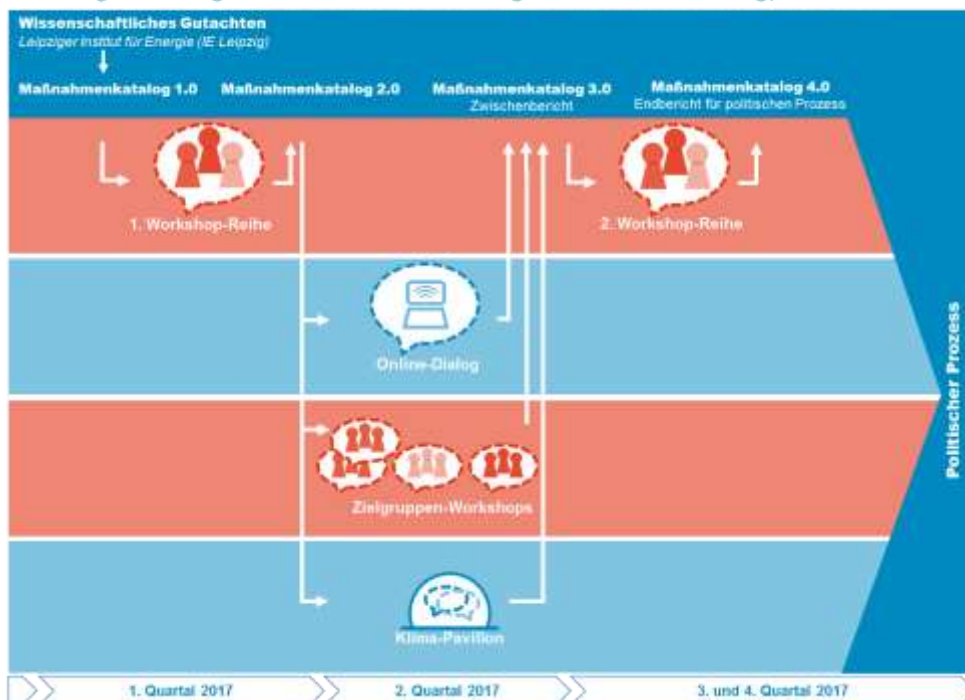 Wissenschaftliches Gutachten
Leipziger Institut für Energie (IE Leipzig)
Maßnahmenkatalog 1.0
Maßnahmenkatalog 2.0
Maßnahmenkatalog 3.0
Zwischenbericht
Maßnahmenkatalog 4.0
Endbericht für politischen Prozess
1. Workshop-Reihe
2. Workshop-Reihe
Online-Dialog
Zielgruppen-Workshops
Klima-Pavillon
Politischer Prozess
1. Quartal 2017
2. Quartal 2017
3. und 4. Quartal 2017